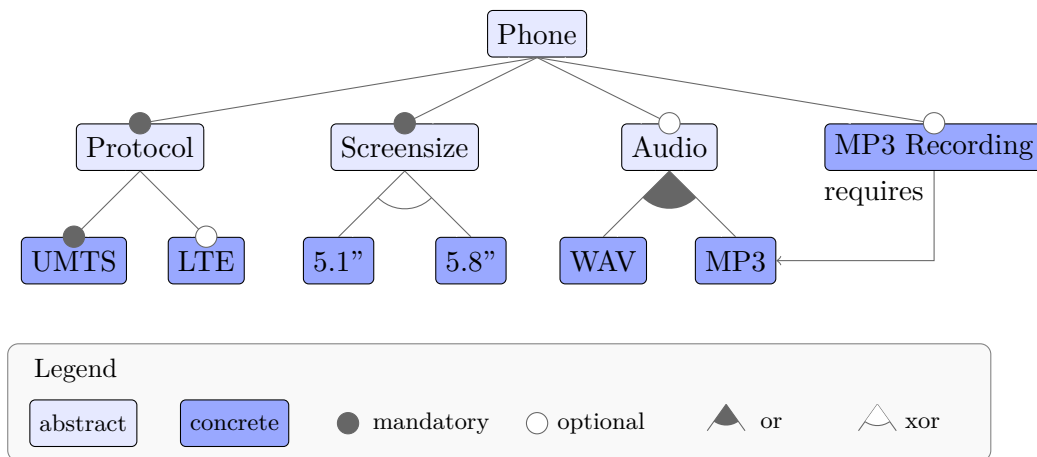 Phone
Protocol Screensize Audio MP3 Recording
requires
UMTS LTE 5.1” 5.8” WAV MP3
Legend
abstract concrete mandatory optional or xor